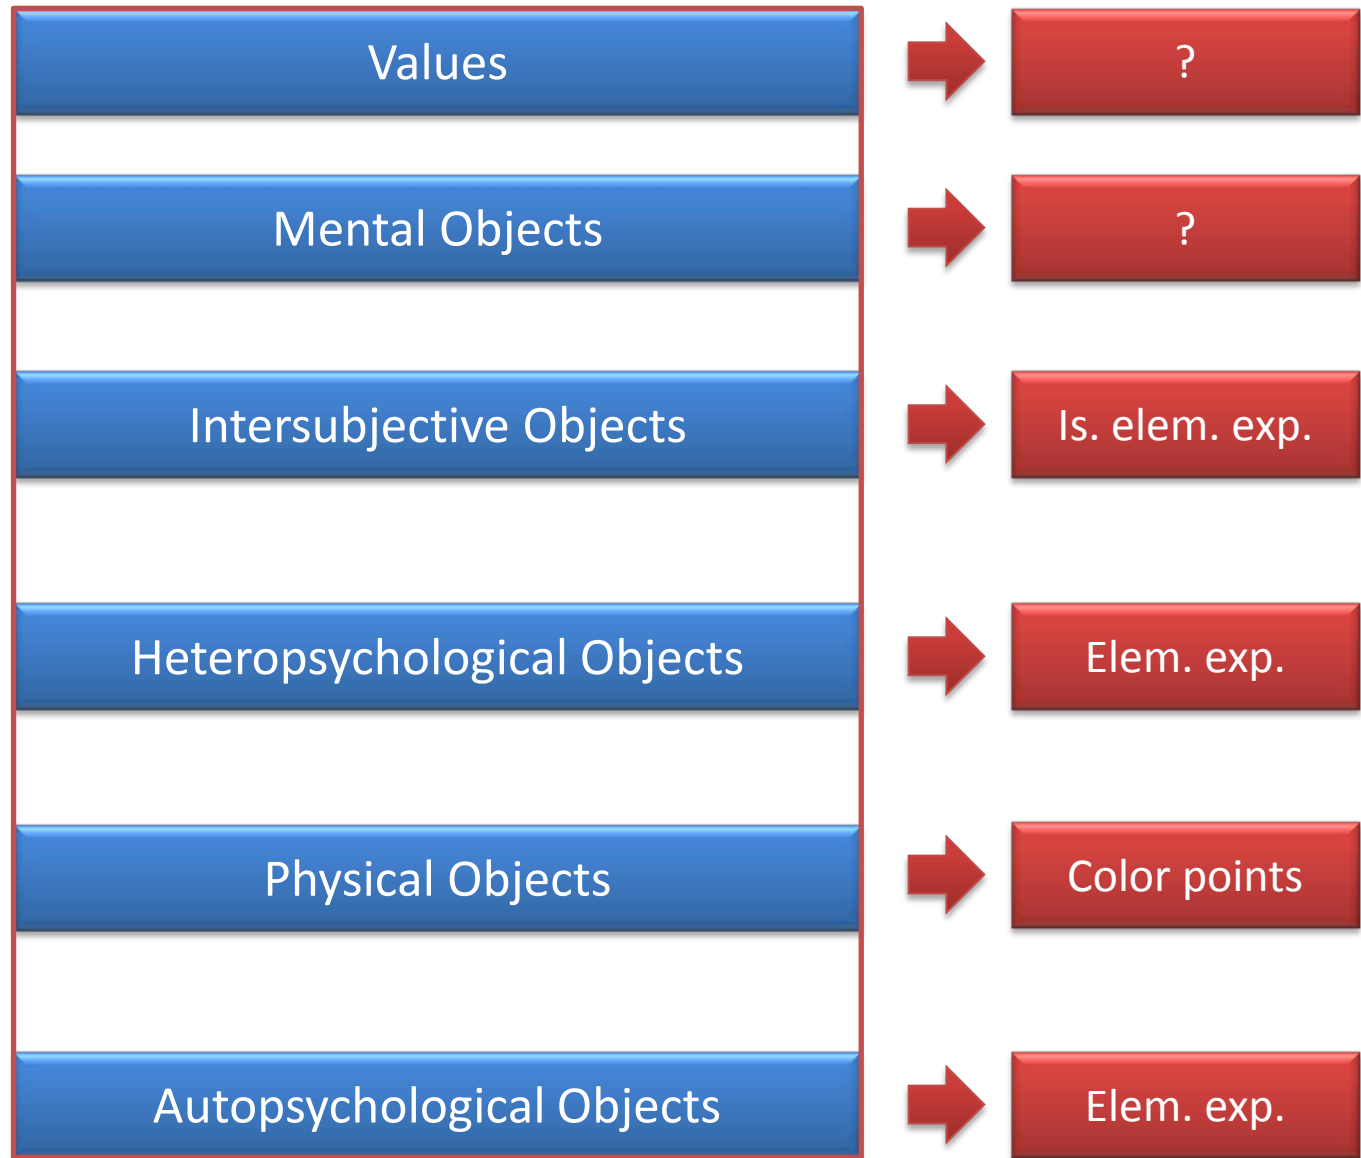 Values
?
Mental Objects
?
Intersubjective Objects
Is. elem. exp.
Heteropsychological Objects
Elem. exp.
Physical Objects
Color points
Autopsychological Objects
Elem. exp.